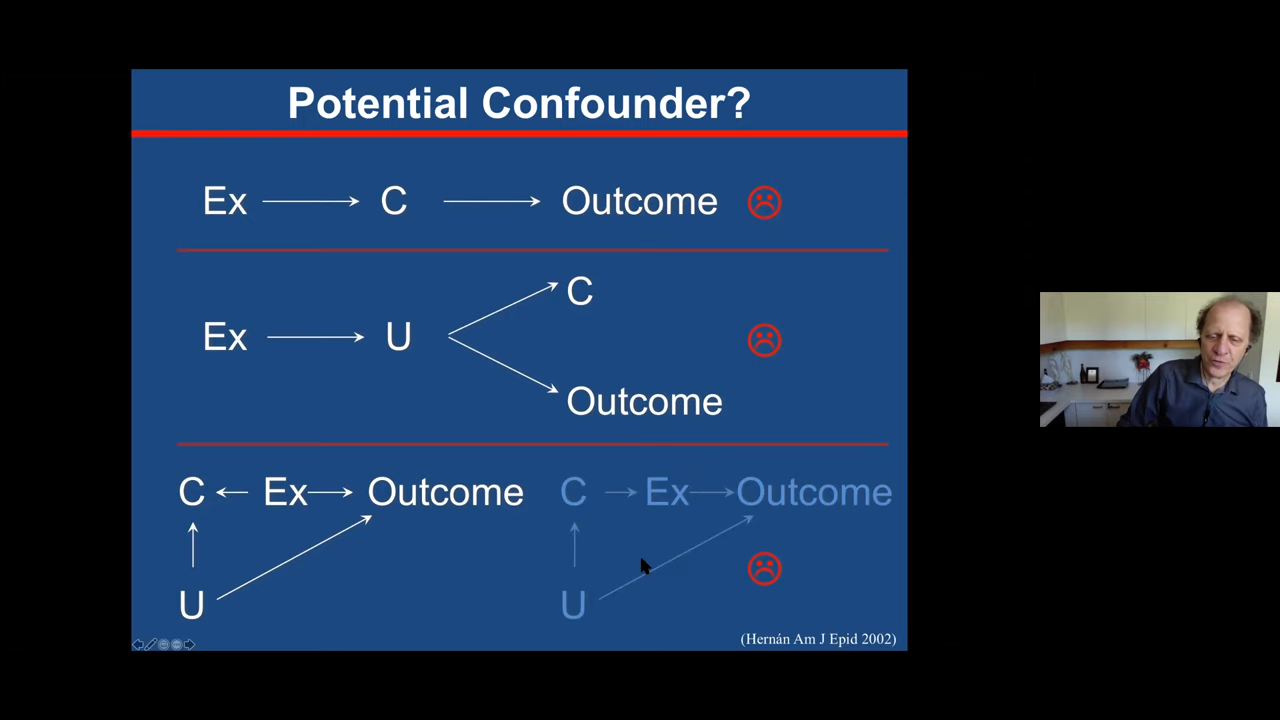 Potential Confounder?
Ex C Outcome
C
Ex U
Outcome
C Ex Outcome C Ex Outcome
U U
(Hernán Am J Epid 2002)